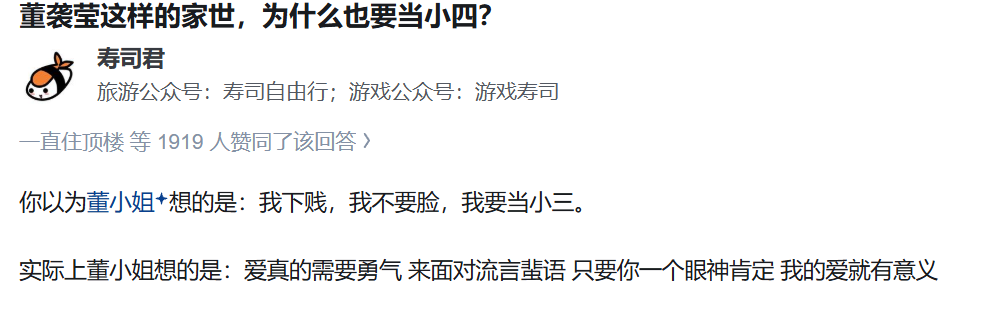 董袭莹这样的家世，为什么也要当小四？
寿司君
旅游公众号：寿司自由行；游戏公众号：游戏寿司
一直住顶楼 等 1919 人赞同了该回答 ›
你以为董小姐想的是：我下贱，我不要脸，我要当小三。
实际上董小姐想的是：爱真的需要勇气 来面对流言蜚语 只要你一个眼神肯定 我的爱就有意义